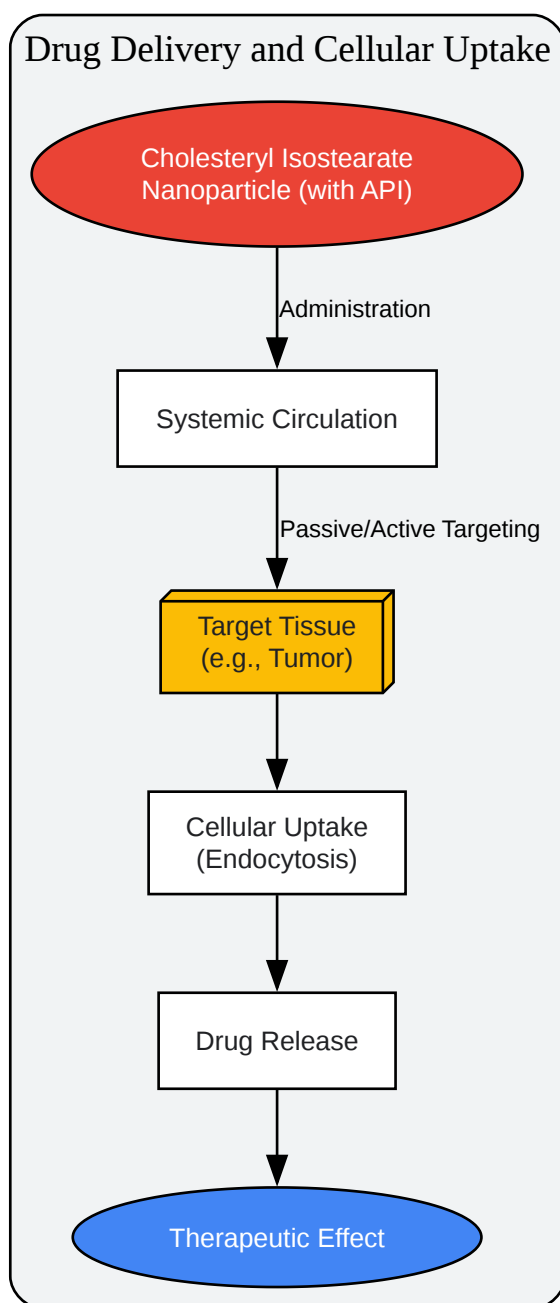 Drug Delivery and Cellular Uptake
Cholesteryl Isostearate
Nanoparticle (with API)
Administration
Systemic Circulation
Passive/Active Targeting
Target Tissue
(e.g., Tumor)
Cellular Uptake
(Endocytosis)
Drug Release
Therapeutic Effect